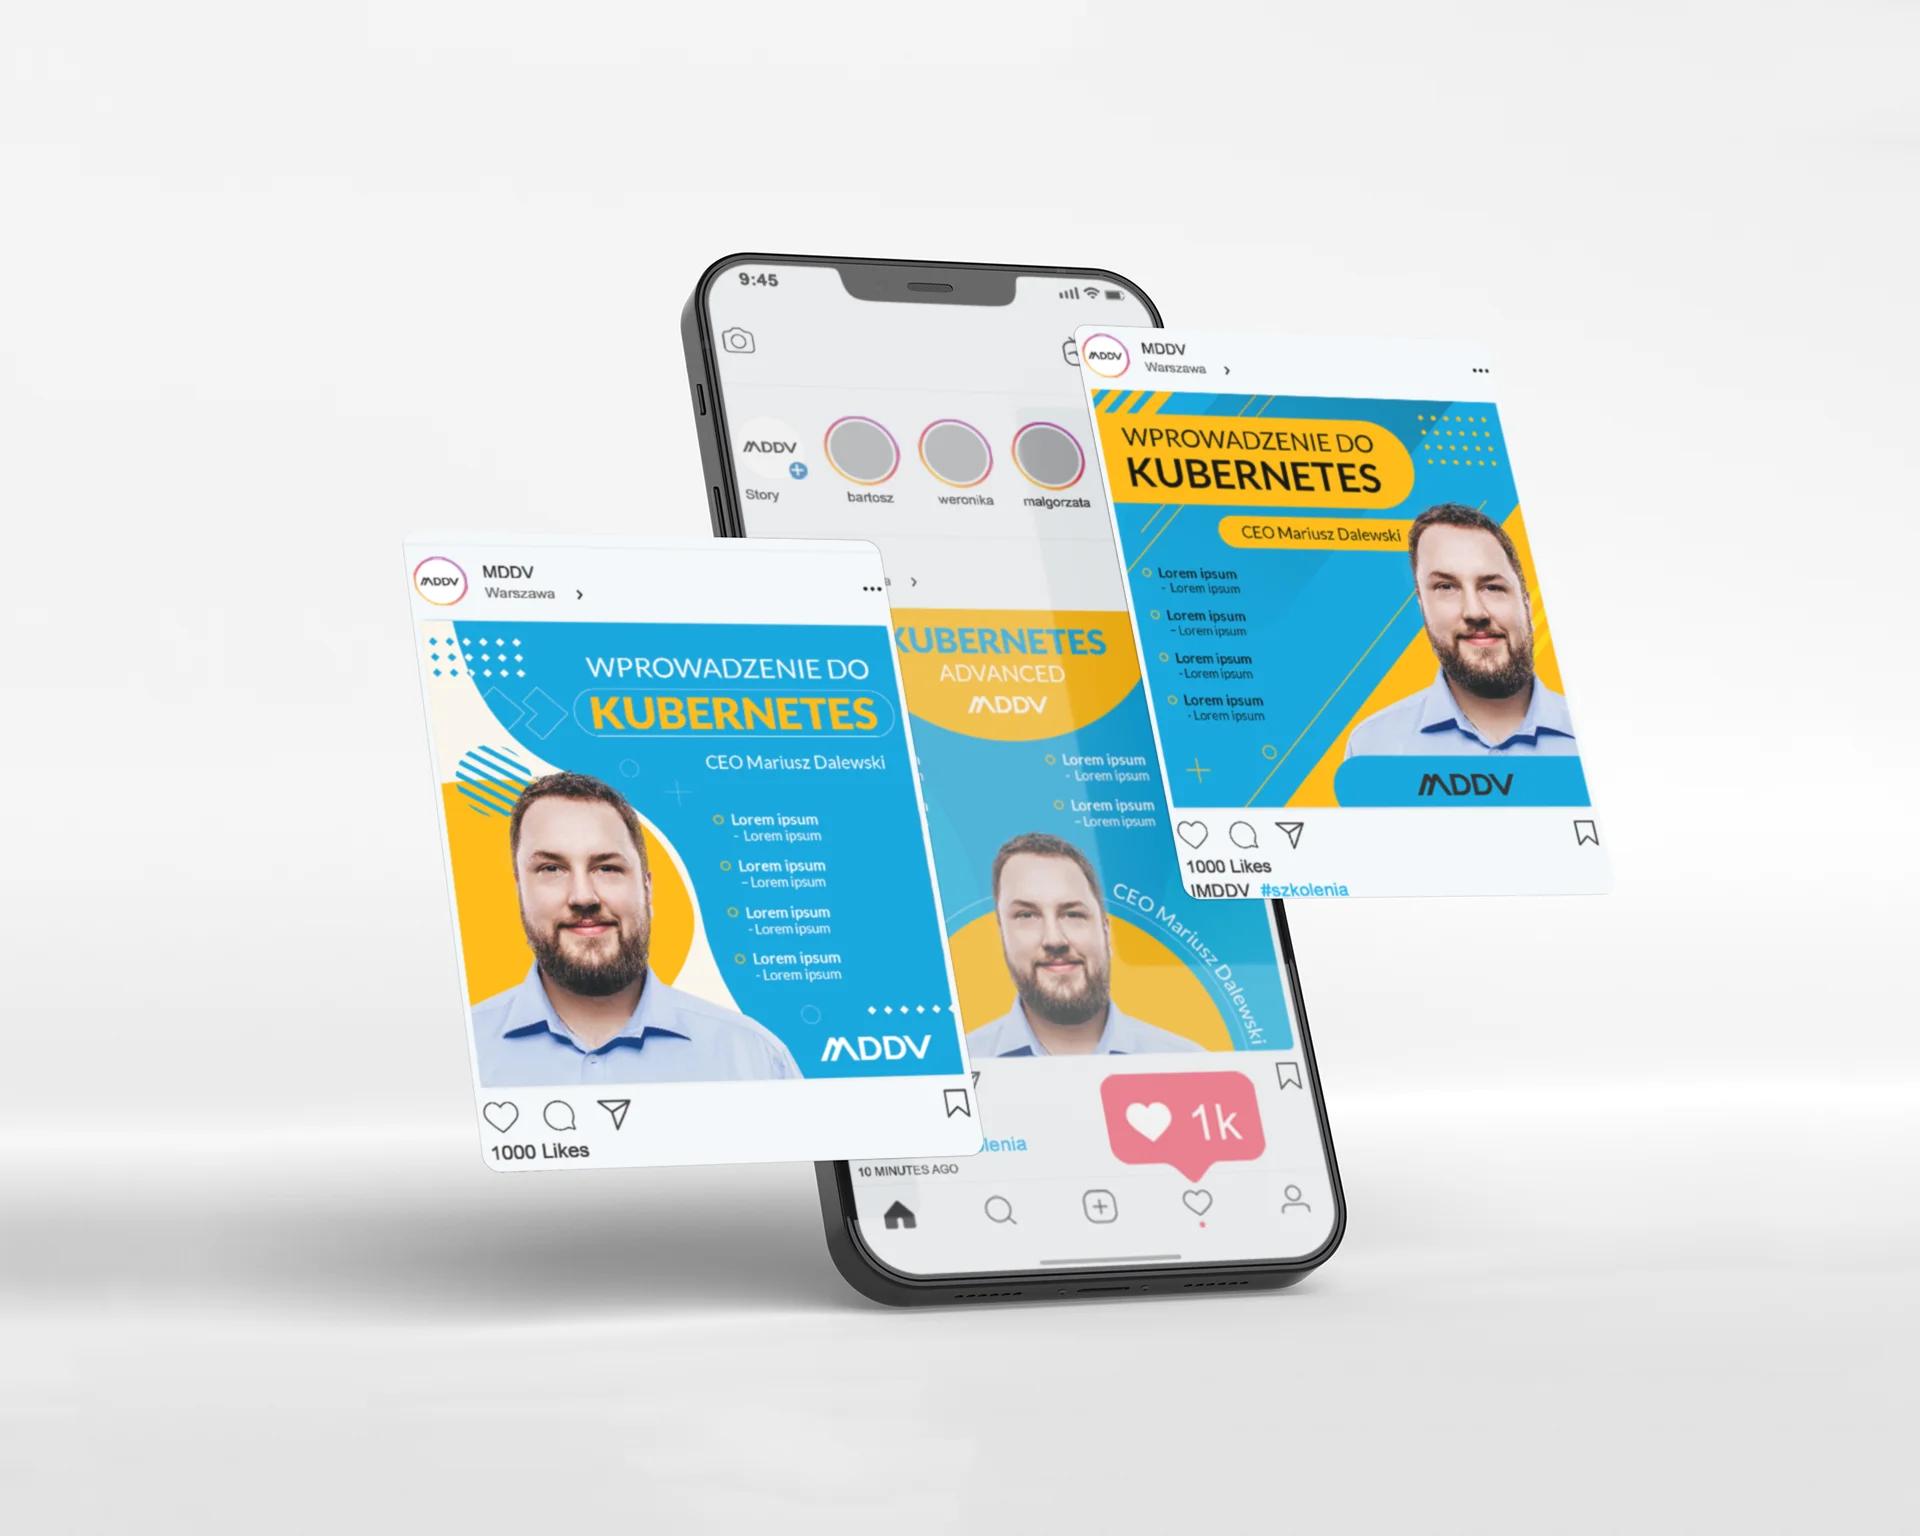 9:45
MDDV
Story
bartosz
weronika
malgorzata
KUBERNETES
ADVANCED
MDDV
Lorem ipsum
- Lorem ipsum
Lorem ipsum
- Lorem ipsum
CEO Mariusz Dalewski
1k
10 MINUTES AGO
MDDV
MDDV
Warszawa
WPROWADZENIE DO
KUBERNETES
CEO Mariusz Dalewski
Lorem ipsum
- Lorem ipsum
Lorem ipsum
- Lorem ipsum
Lorem ipsum
- Lorem ipsum
Lorem ipsum
- Lorem ipsum
MDDV
1000 Likes
MDDV
MDDV
Warszawa
WPROWADZENIE DO
KUBERNETES
CEO Mariusz Dalewski
Lorem ipsum
- Lorem ipsum
Lorem ipsum
- Lorem ipsum
Lorem ipsum
- Lorem ipsum
Lorem ipsum
- Lorem ipsum
MDDV
1000 Likes
IMDDV #szkolenia